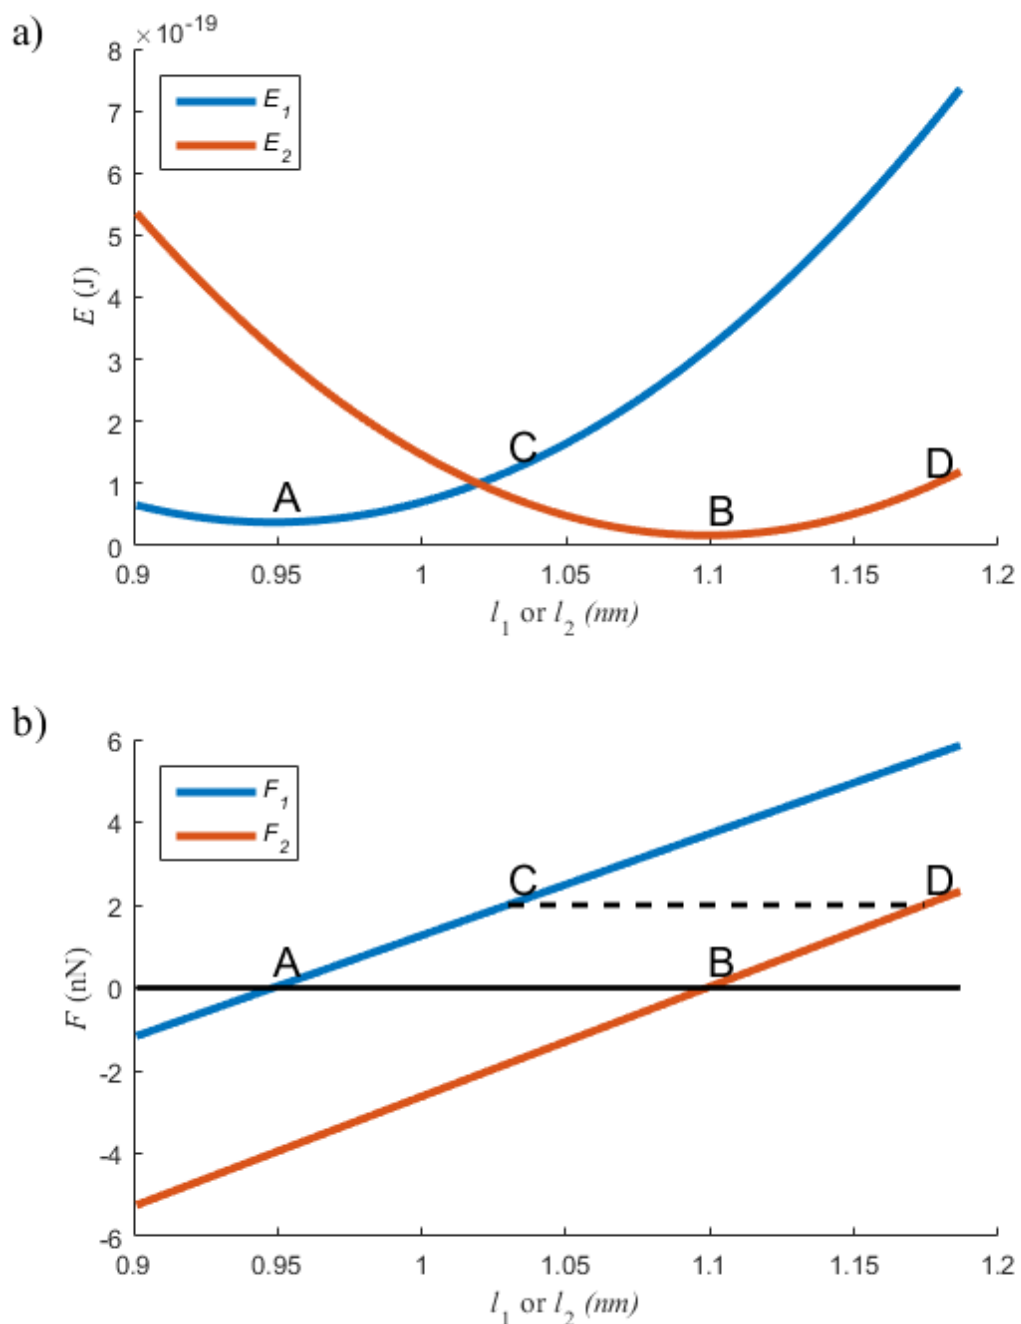 a)
×10⁻¹⁹
8
7
6
5
4
3
2
1
0
E (J)
E₁
E₂
A
C
B
D
0.9 0.95 1 1.05 1.1 1.15 1.2
l₁ or l₂ (nm)
b)
6
4
2
0
-2
-4
-6
F (nN)
F₁
F₂
C
D
A
B
0.9 0.95 1 1.05 1.1 1.15 1.2
l₁ or l₂ (nm)